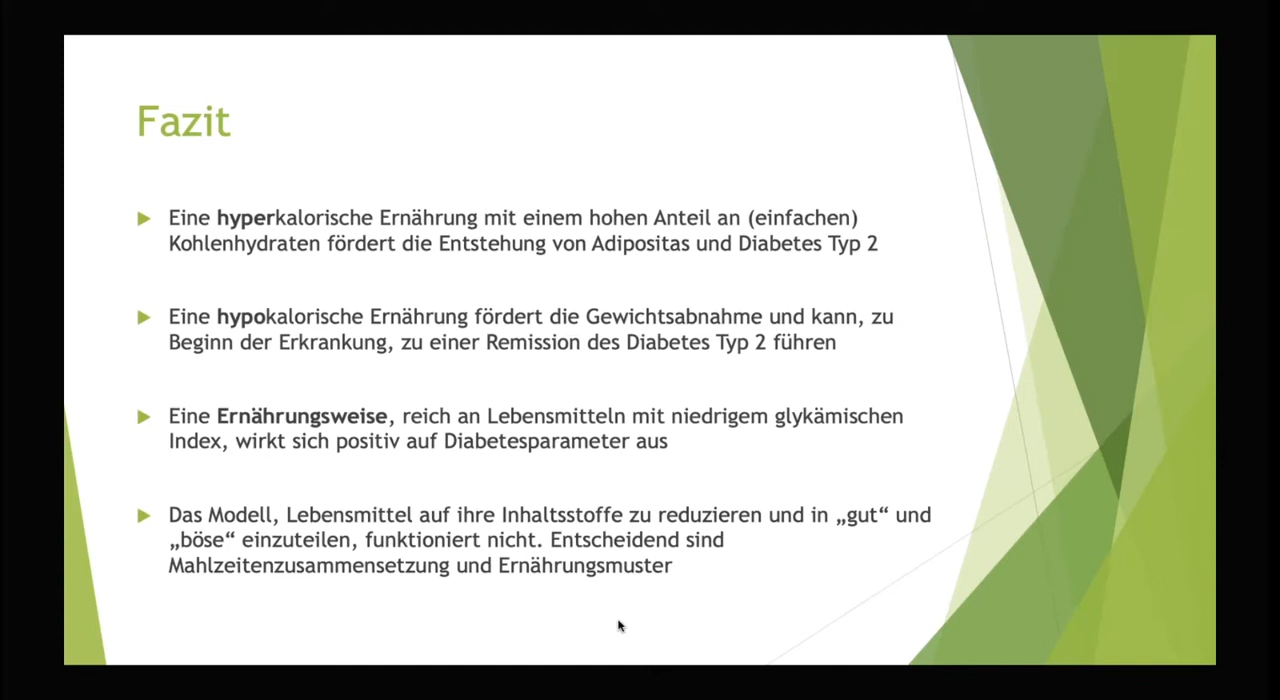 Fazit
Eine hyperkalorische Ernährung mit einem hohen Anteil an (einfachen)
Kohlenhydraten fördert die Entstehung von Adipositas und Diabetes Typ 2
Eine hypokalorische Ernährung fördert die Gewichtsabnahme und kann, zu
Beginn der Erkrankung, zu einer Remission des Diabetes Typ 2 führen
Eine Ernährungsweise, reich an Lebensmitteln mit niedrigem glykämischen
Index, wirkt sich positiv auf Diabetesparameter aus
Das Modell, Lebensmittel auf ihre Inhaltsstoffe zu reduzieren und in „gut“ und
„böse“ einzuteilen, funktioniert nicht. Entscheidend sind
Mahlzeitenzusammensetzung und Ernährungsmuster